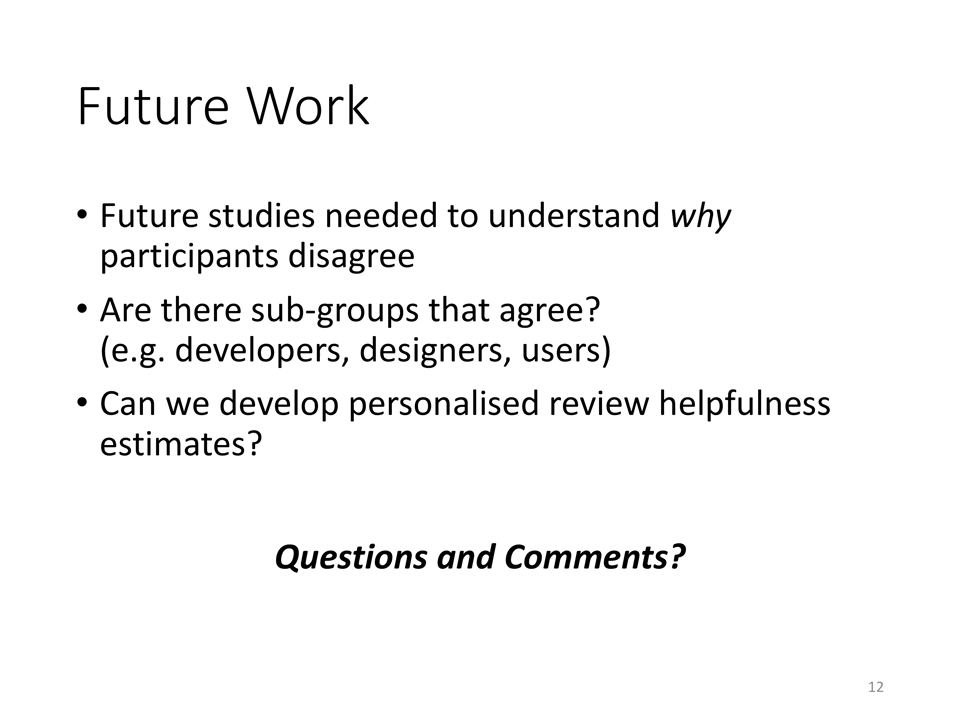 Future Work
• Future studies needed to understand why
participants disagree
• Are there sub-groups that agree?
(e.g. developers, designers, users)
• Can we develop personalised review helpfulness
estimates?
Questions and Comments?
12